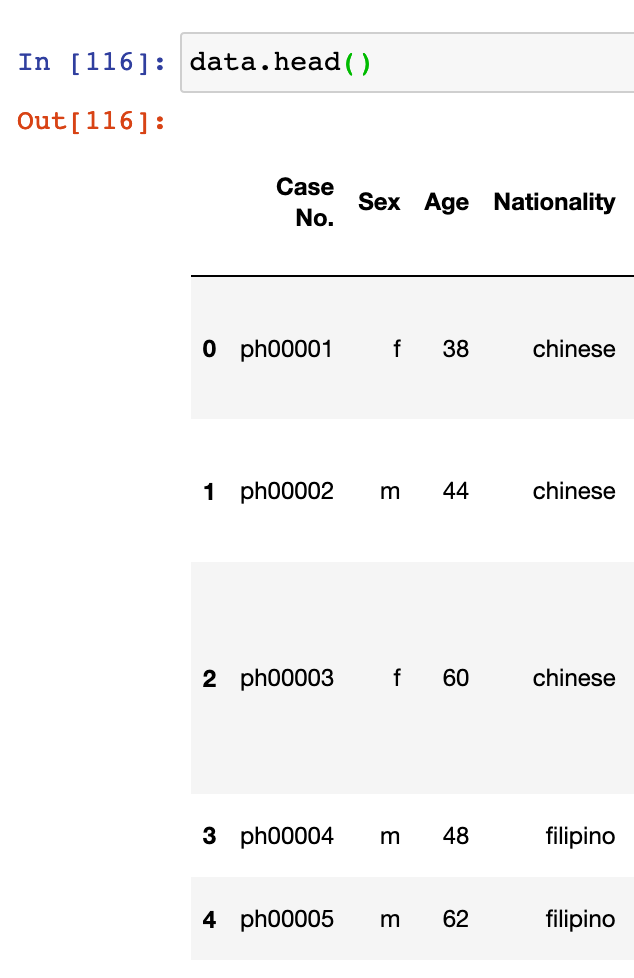 In [116]: data.head()
Out[116]:
Case No. Sex Age Nationality
0 ph00001 f 38 chinese
1 ph00002 m 44 chinese
2 ph00003 f 60 chinese
3 ph00004 m 48 filipino
4 ph00005 m 62 filipino